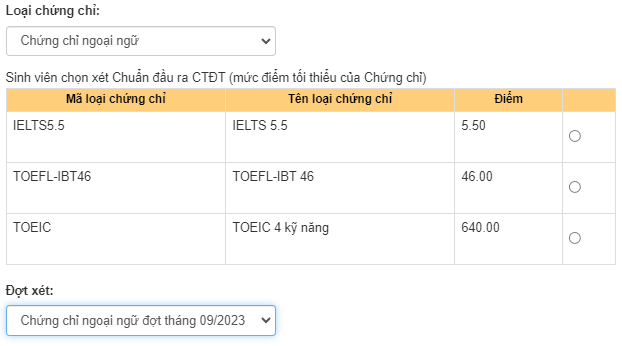 Loại chứng chỉ:
Chứng chỉ ngoại ngữ
Sinh viên chọn xét Chuẩn đầu ra CTĐT (mức điểm tối thiểu của Chứng chỉ)
Mã loại chứng chỉ Tên loại chứng chỉ Điểm
IELTS5.5 IELTS 5.5 5.50
TOEFL-IBT46 TOEFL-IBT 46 46.00
TOEIC TOEIC 4 kỹ năng 640.00
Đợt xét:
Chứng chỉ ngoại ngữ đợt tháng 09/2023